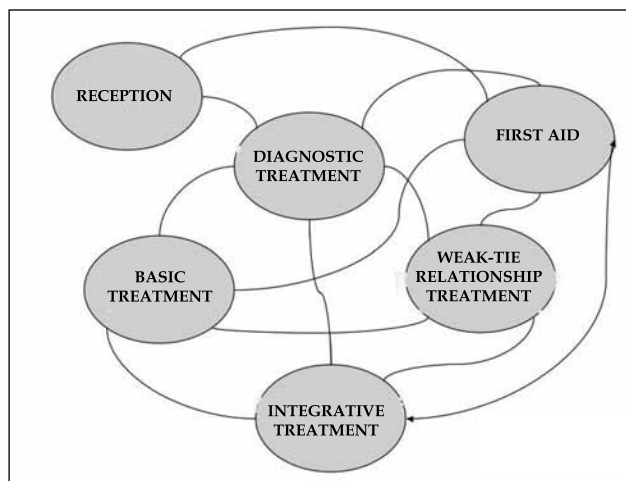 RECEPTION
FIRST AID
DIAGNOSTIC
TREATMENT
WEAK-TIE
RELATIONSHIP
TREATMENT
BASIC
TREATMENT
INTEGRATIVE
TREATMENT